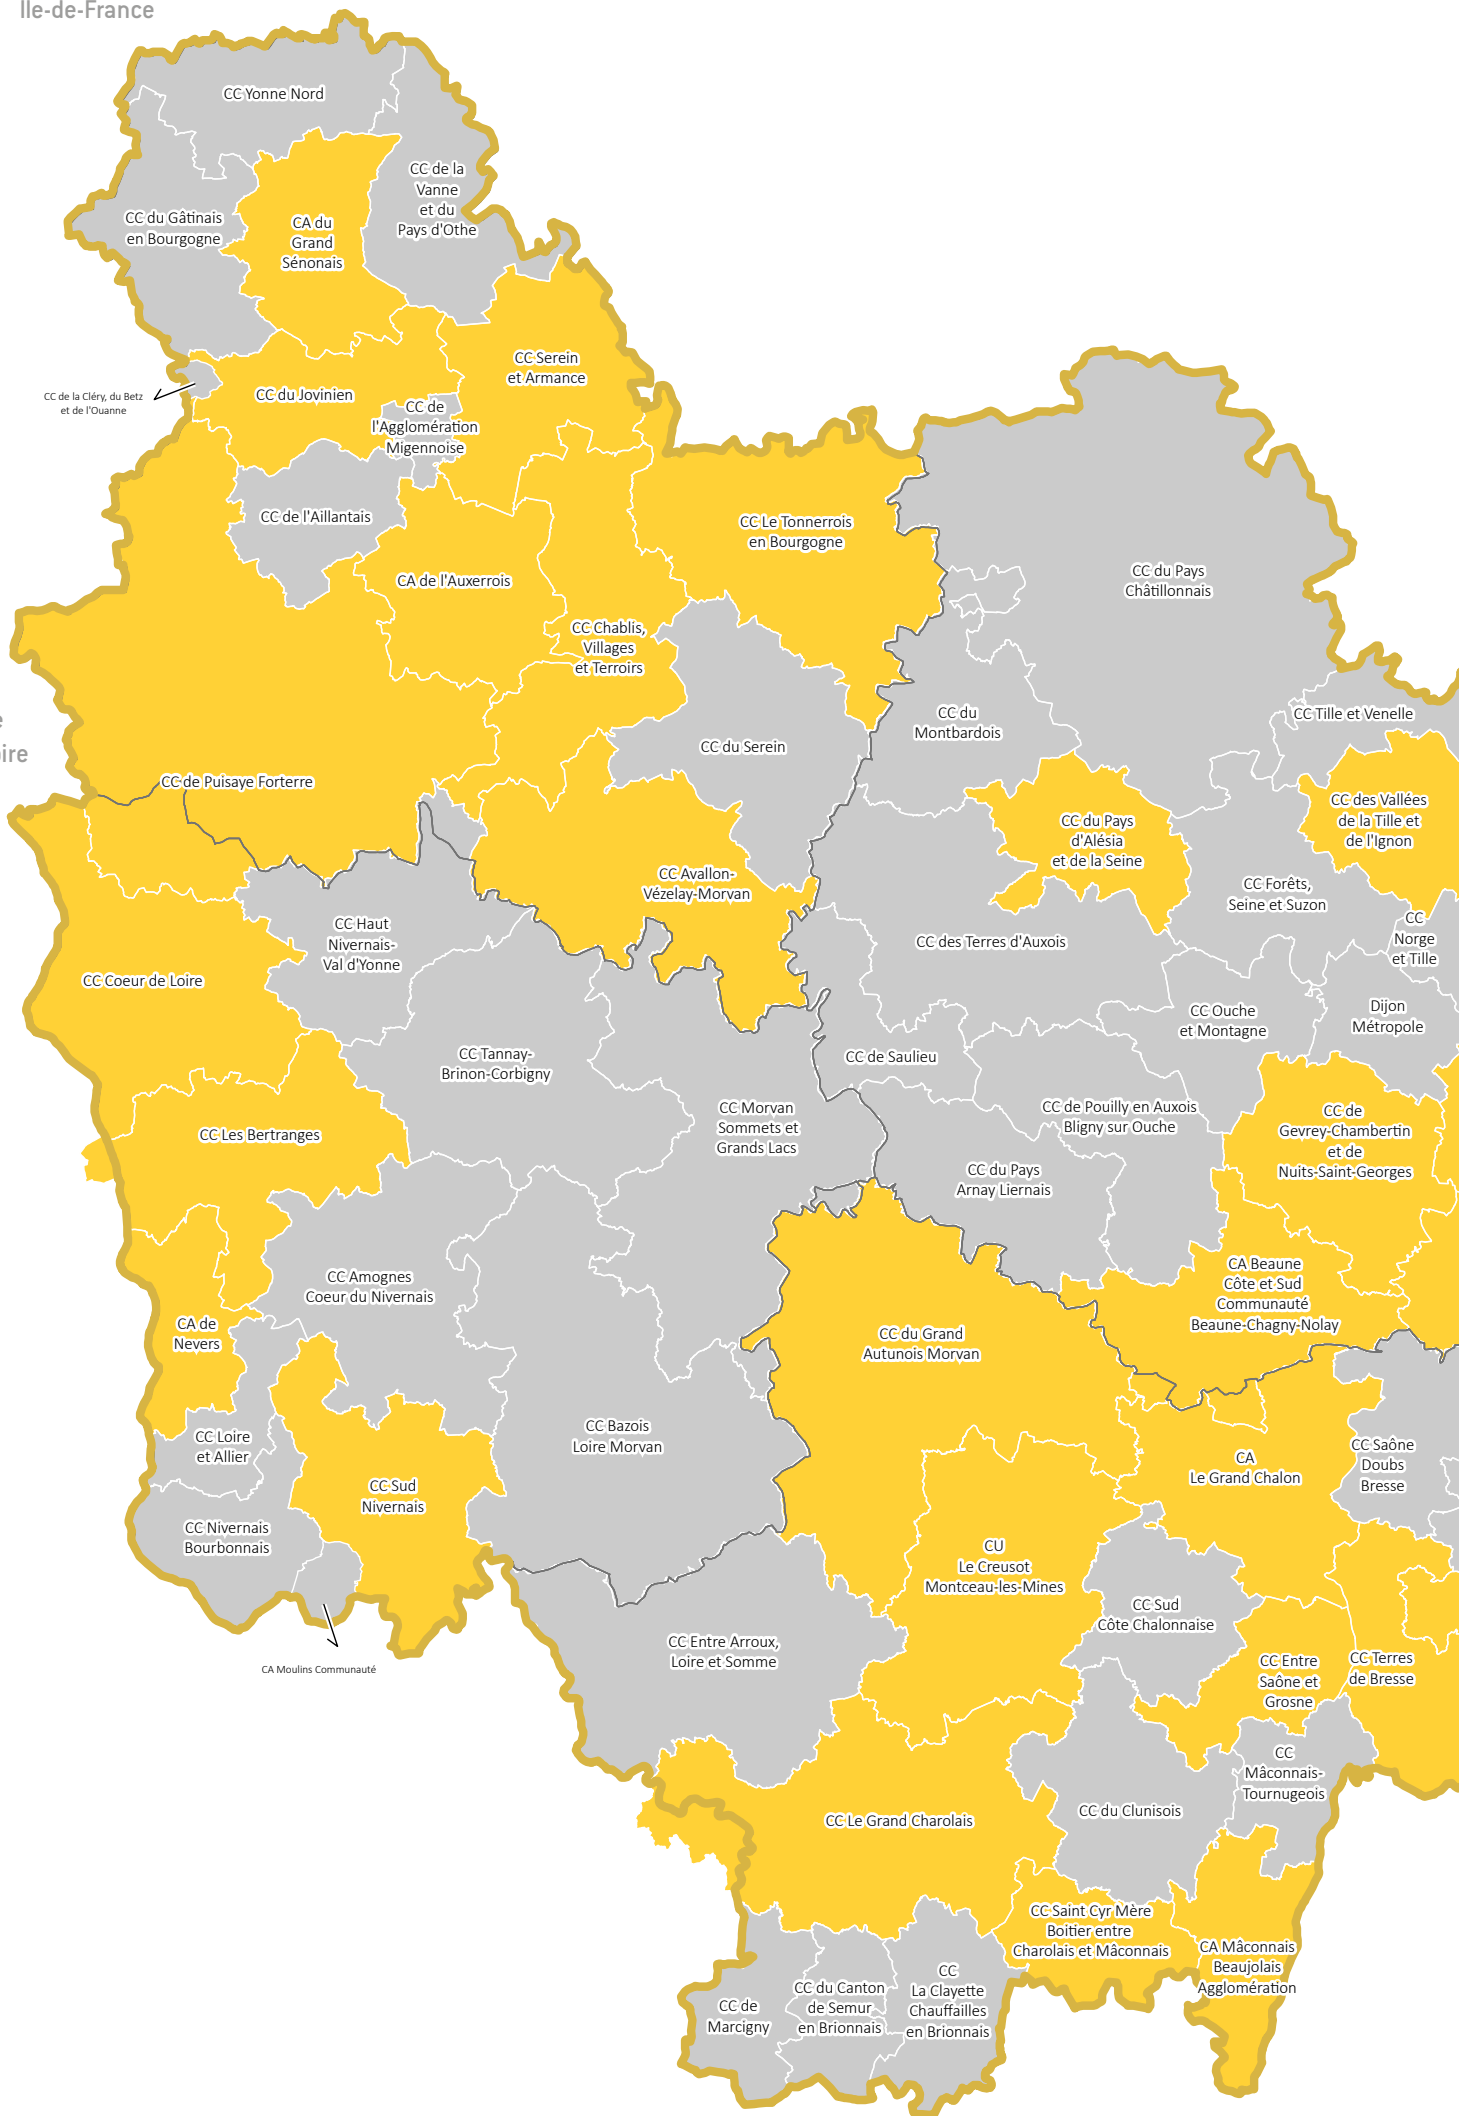 Ile-de-France
CC Yonne Nord
CC de la
Vanne
et du
Pays d'Othe
CC du Gâtinais
en Bourgogne
CA du
Grand
Sénonais
CC Serein
et Armance
CC du Jovinien
CC de la Cléry, du Betz
et de l'Ouanne
CC de
l'Agglomération
Migennoise
CC de l'Aillantais
CC Le Tonnerrois
en Bourgogne
CA de l'Auxerrois
CC du Pays
Châtillonnais
CC Chablis,
Villages
et Terroirs
CC du
Montbardois
CC Tille et Venelle
e
ire
CC du Serein
CC de Puisaye Forterre
CC des Vallées
de la Tille et
de l'Ignon
CC du Pays
d'Alésia
et de la Seine
CC Avallon-
Vézelay-Morvan
CC Forêts,
Seine et Suzon
CC Haut
Nivernais-
Val d'Yonne
CC
Norge
et Tille
CC des Terres d'Auxois
CC Coeur de Loire
CC Ouche
et Montagne
Dijon
Métropole
CC Tannay-
Brinon-Corbigny
CC de Saulieu
CC Morvan
Sommets et
Grands Lacs
CC de Pouilly en Auxois
Bligny sur Ouche
CC de
Gevrey-Chambertin
et de
Nuits-Saint-Georges
CC Les Bertranges
CC du Pays
Arnay Liernais
CC Amognes
Coeur du Nivernais
CA Beaune
Côte et Sud
Communauté
Beaune-Chagny-Nolay
CA de
Nevers
CC du Grand
Autunois Morvan
CC Loire
et Allier
CC Bazois
Loire Morvan
CA
Le Grand Chalon
CC Saône
Doubs
Bresse
CC Sud
Nivernais
CC Nivernais
Bourbonnais
CU
Le Creusot
Montceau-les-Mines
CC Sud
Côte Chalonnaise
CC Entre Arroux,
Loire et Somme
CA Moulins Communauté
CC Entre
Saône et
Grosne
CC Terres
de Bresse
CC
Mâconnais-
Tournugeois
CC Le Grand Charolais
CC du Clunisois
CC Saint Cyr Mère
Boitier entre
Charolais et Mâconnais
CA Mâconnais
Beaujolais
Agglomération
CC de
Marcigny
CC du Canton
de Semur
en Brionnais
CC
La Clayette
Chauffailles
en Brionnais